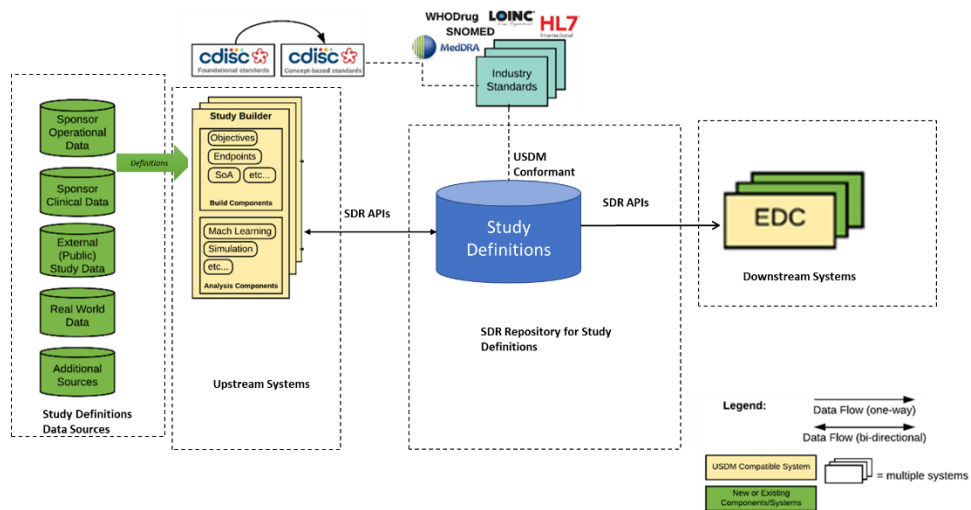 WHODrug
LOINC
SNOMED
HL7
International
MedDRA
cdisc
Foundational standards
cdisc
Concept-based standards
Industry
Standards
Sponsor
Operational
Data
Sponsor
Clinical Data
External
(Public)
Study Data
Real World
Data
Additional
Sources
Study Definitions
Data Sources
Definitions
Study Builder
Objectives
Endpoints
SoA
etc...
Build Components
Mach Learning
Simulation
etc...
Analysis Components
Upstream Systems
SDR APIs
USDM
Conformant
Study
Definitions
SDR Repository for Study
Definitions
SDR APIs
EDC
Downstream Systems
Legend:
Data Flow (one-way)
Data Flow (bi-directional)
USDM Compatible System
= multiple systems
New or Existing
Components/Systems